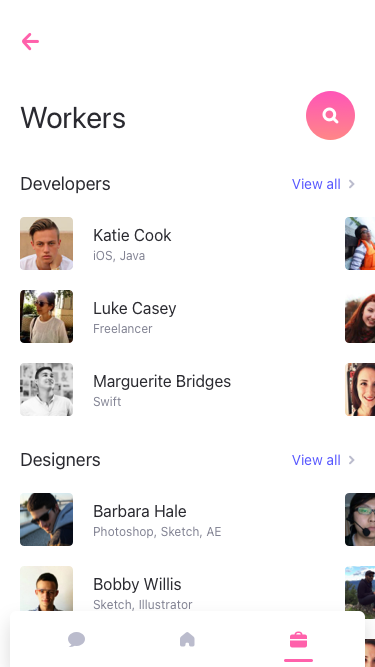 Workers
Developers
View all
Katie Cook
iOS, Java
Luke Casey
Freelancer
Marguerite Bridges
Swift
Designers
View all
Barbara Hale
Photoshop, Sketch, AE
Bobby Willis
Sketch, Illustrator